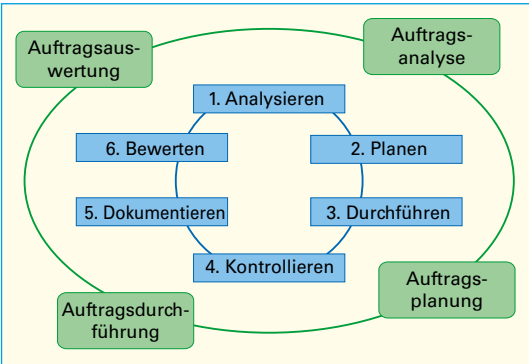 Auftragsaus-
wertung
Auftrags-
analyse
1. Analysieren
6. Bewerten
2. Planen
5. Dokumentieren
3. Durchführen
4. Kontrollieren
Auftragsdurch-
führung
Auftrags-
planung